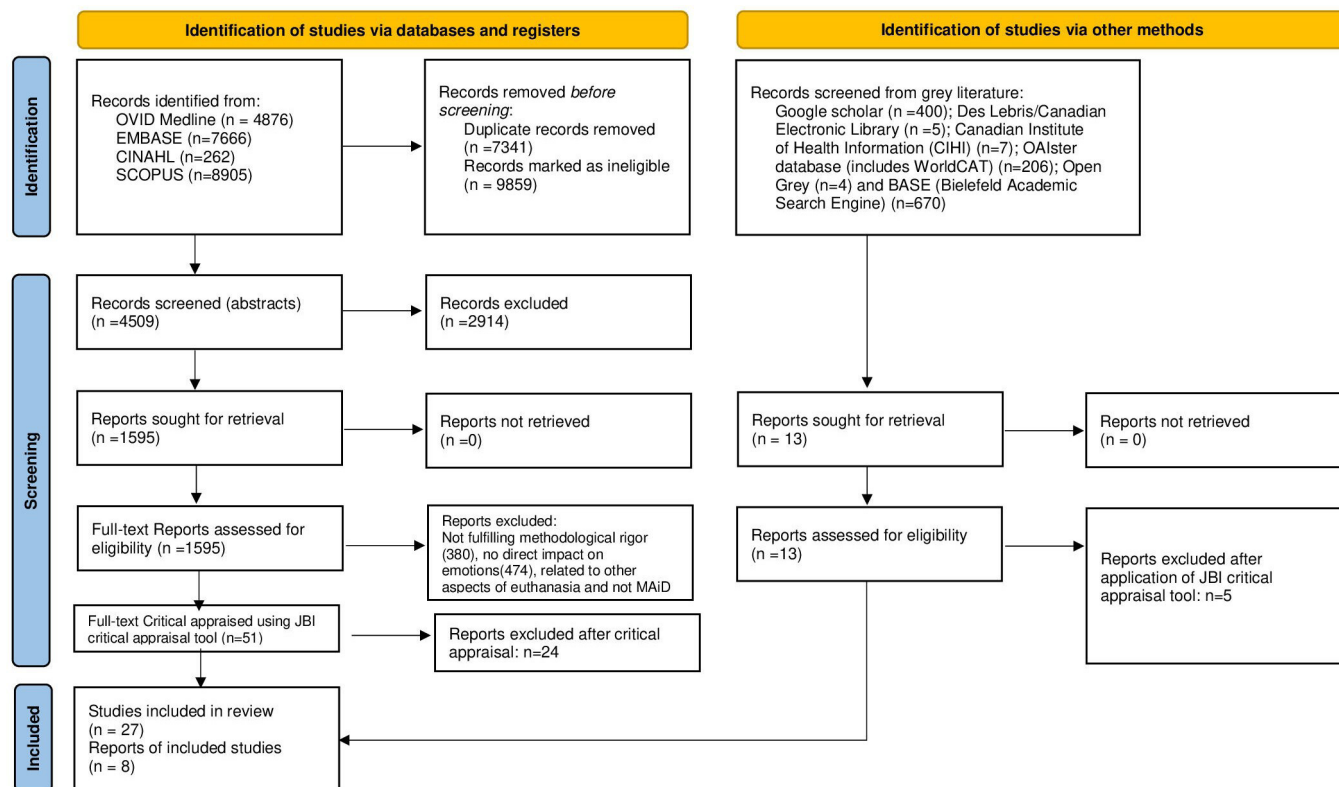 Identification of studies via databases and registers
Identification of studies via other methods
Identification
Records identified from:
OVID Medline (n = 4876)
EMBASE (n=7666)
CINAHL (n=262)
SCOPUS (n=8905)
Records removed before
screening:
Duplicate records removed
(n =7341)
Records marked as ineligible
(n = 9859)
Records screened from grey literature:
Google scholar (n =400); Des Lebris/Canadian
Electronic Library (n =5); Canadian Institute
of Health Information (CIHI) (n=7); OAIster
database (includes WorldCAT) (n=206); Open
Grey (n=4) and BASE (Bielefeld Academic
Search Engine) (n=670)
Screening
Records screened (abstracts)
(n =4509)
Records excluded
(n =2914)
Reports sought for retrieval
(n =1595)
Reports not retrieved
(n =0)
Reports sought for retrieval
(n = 13)
Reports not retrieved
(n = 0)
Full-text Reports assessed for
eligibility (n =1595)
Reports excluded:
Not fulfilling methodological rigor
(380), no direct impact on
emotions(474), related to other
aspects of euthanasia and not MAiD
Reports assessed for eligibility
(n =13)
Reports excluded after
application of JBI critical
appraisal tool: n=5
Full-text Critical appraised using JBI
critical appraisal tool (n=51)
Reports excluded after critical
appraisal: n=24
Included
Studies included in review
(n = 27)
Reports of included studies
(n = 8)